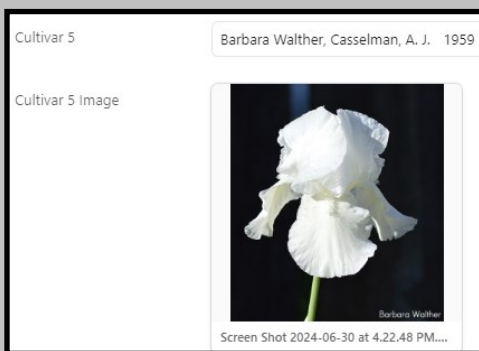 Cultivar 5
Barbara Walther, Casselman, A. J.   1959
Cultivar 5 Image
Barbara Walther
Screen Shot 2024-06-30 at 4.22.48 PM....